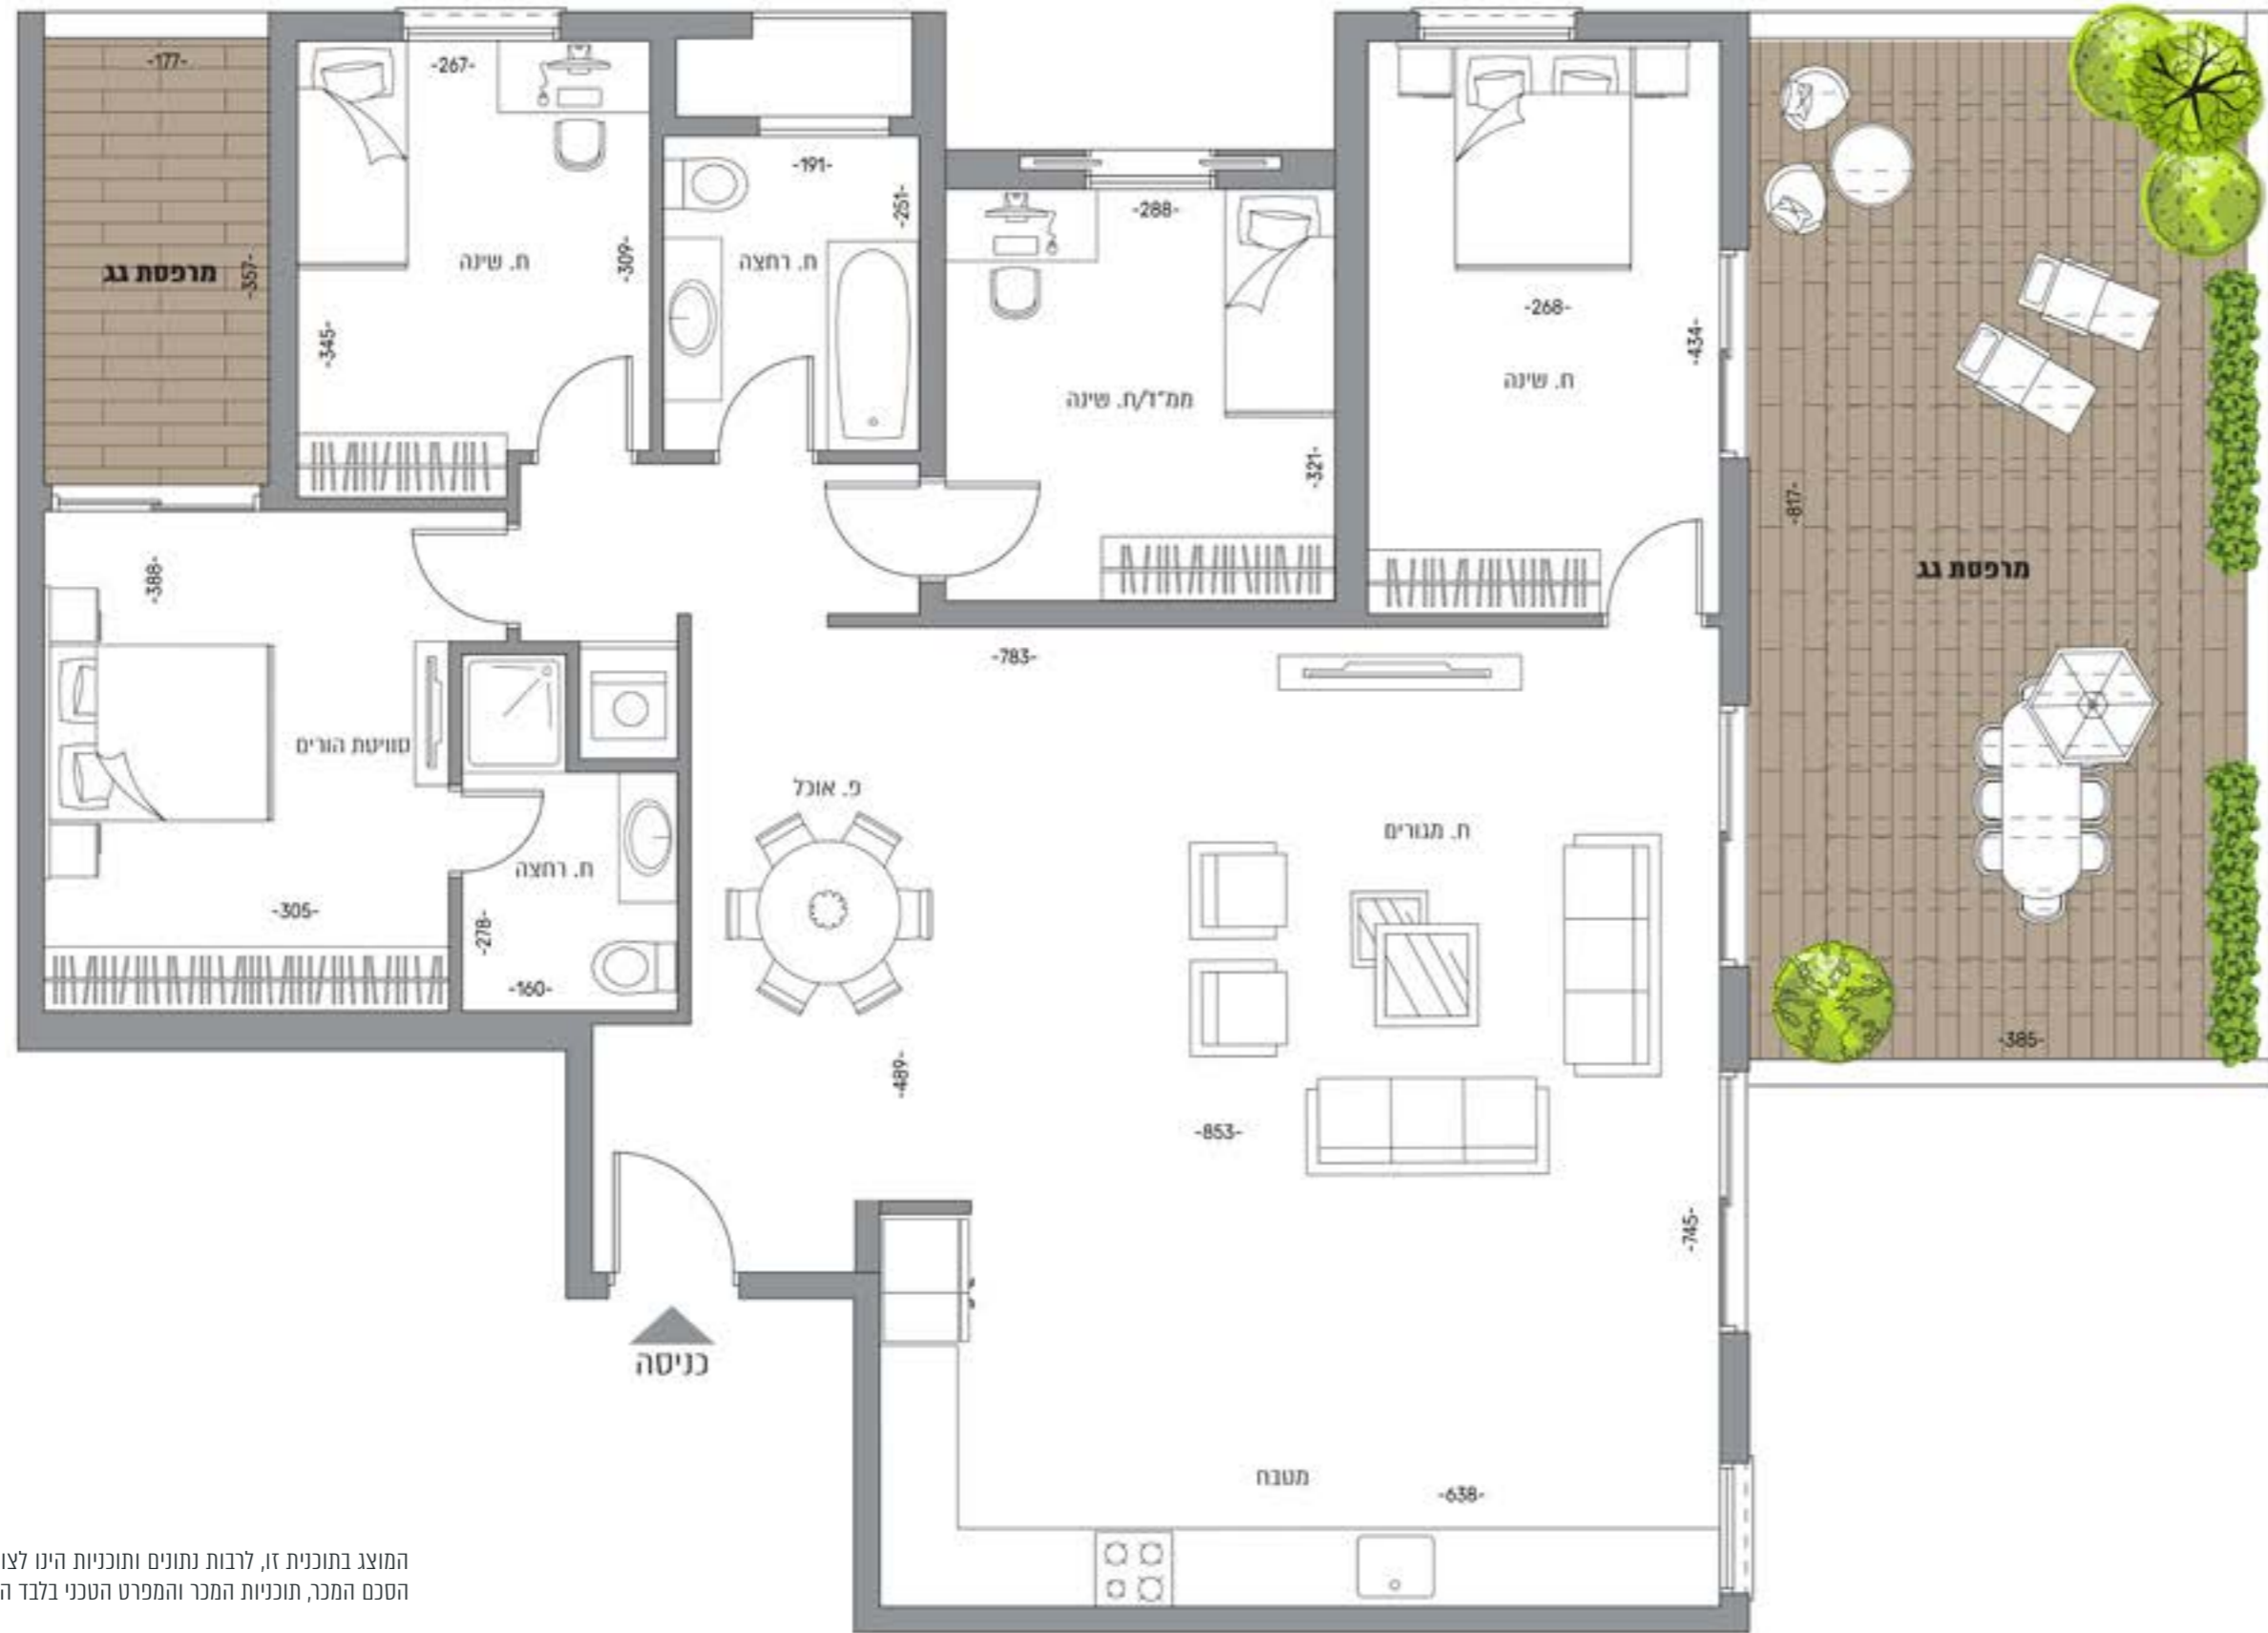 -177-
-267-
-191-
-251-
-288-
-268-
-434-
-357-
מרפסת גג
ח. שינה
-309-
ח. רחצה
-345-
ממ"ד/ח. שינה
ח. שינה
-321-
-817-
מרפסת גג
-388-
-783-
סוויטת הורים
פ. אוכל
ח. מגורים
ח. רחצה
-305-
-278-
-160-
-385-
-489-
-853-
-745-
כניסה
מטבח
-638-
המוצג בתוכנית זו, לרבות נתונים ותוכניות הינו לצו
הסכם המכר, תוכניות המכר והמפרט הטכני בלבד ה